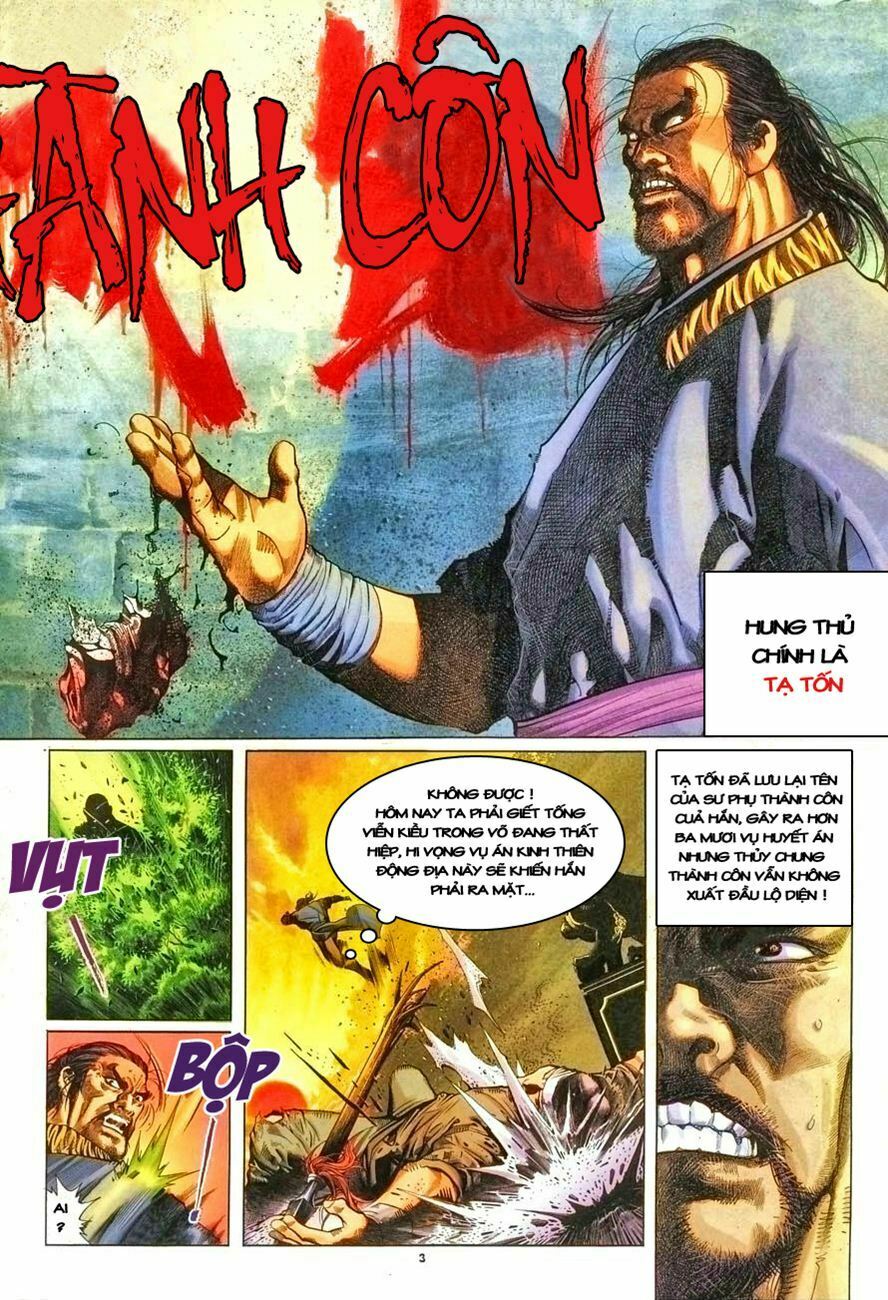 THÀNH CÔN
HUNG THỦ
CHÍNH LÀ
TẠ TỐN
TẠ TỐN ĐÃ LƯU LẠI TÊN
CỦA SƯ PHỤ THÀNH CÔN
CUẢ HẮN, GÂY RA HƠN
BA MƯƠI VỤ HUYẾT ÁN
NHƯNG THỦY CHUNG
THÀNH CÔN VẪN KHÔNG
XUẤT ĐẦU LỘ DIỆN !
KHÔNG ĐƯỢC !
HÔM NAY TA PHẢI GIẾT TỐNG
VIỄN KIỀU TRONG VÕ ĐANG THẤT
HIỆP, HI VỌNG VỤ ÁN KINH THIÊN
ĐỘNG ĐỊA NÀY SẼ KHIẾN HẮN
PHẢI RA MẶT...
VỤT
BỘP
AI
?
3